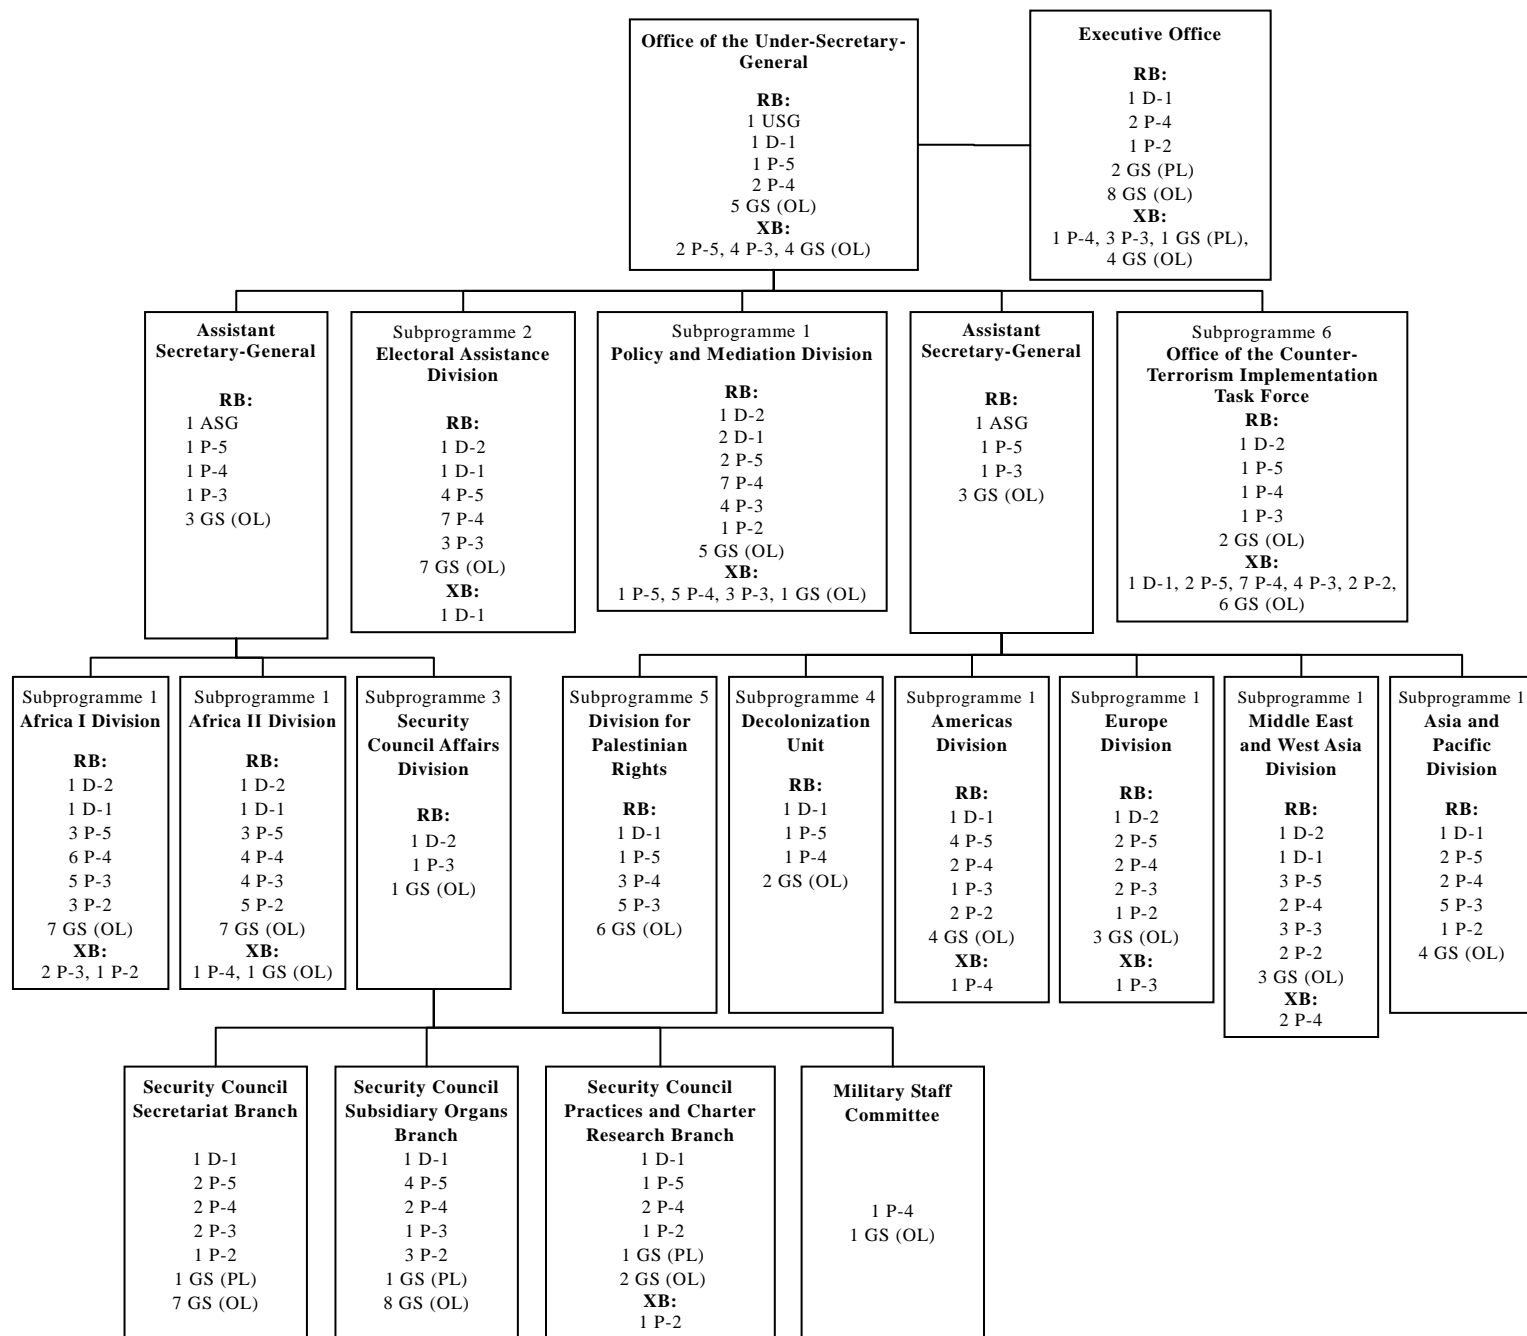 Office of the Under-Secretary-
General
RB:
1 USG
1 D-1
1 P-5
2 P-4
5 GS (OL)
XB:
2 P-5, 4 P-3, 4 GS (OL)
Executive Office
RB:
1 D-1
2 P-4
1 P-2
2 GS (PL)
8 GS (OL)
XB:
1 P-4, 3 P-3, 1 GS (PL),
4 GS (OL)
Assistant
Secretary-General
RB:
1 ASG
1 P-5
1 P-4
1 P-3
3 GS (OL)
Subprogramme 2
Electoral Assistance
Division
RB:
1 D-2
1 D-1
4 P-5
7 P-4
3 P-3
7 GS (OL)
XB:
1 D-1
Subprogramme 1
Policy and Mediation Division
RB:
1 D-2
2 D-1
2 P-5
7 P-4
4 P-3
1 P-2
5 GS (OL)
XB:
1 P-5, 5 P-4, 3 P-3, 1 GS (OL)
Assistant
Secretary-General
RB:
1 ASG
1 P-5
1 P-3
3 GS (OL)
Subprogramme 6
Office of the Counter-
Terrorism Implementation
Task Force
RB:
1 D-2
1 P-5
1 P-4
1 P-3
2 GS (OL)
XB:
1 D-1, 2 P-5, 7 P-4, 4 P-3, 2 P-2,
6 GS (OL)
Subprogramme 1
Africa I Division
RB:
1 D-2
1 D-1
3 P-5
6 P-4
5 P-3
3 P-2
7 GS (OL)
XB:
2 P-3, 1 P-2
Subprogramme 1
Africa II Division
RB:
1 D-2
1 D-1
3 P-5
4 P-4
4 P-3
5 P-2
7 GS (OL)
XB:
1 P-4, 1 GS (OL)
Subprogramme 3
Security
Council Affairs
Division
RB:
1 D-2
1 P-3
1 GS (OL)
Subprogramme 5
Division for
Palestinian
Rights
RB:
1 D-1
1 P-5
3 P-4
5 P-3
6 GS (OL)
Subprogramme 4
Decolonization
Unit
RB:
1 D-1
1 P-5
1 P-4
2 GS (OL)
Subprogramme 1
Americas
Division
RB:
1 D-1
4 P-5
2 P-4
1 P-3
2 P-2
4 GS (OL)
XB:
1 P-4
Subprogramme 1
Europe
Division
RB:
1 D-2
2 P-5
2 P-4
2 P-3
1 P-2
3 GS (OL)
XB:
1 P-3
Subprogramme 1
Middle East
and West Asia
Division
RB:
1 D-2
1 D-1
3 P-5
2 P-4
3 P-3
2 P-2
3 GS (OL)
XB:
2 P-4
Subprogramme 1
Asia and
Pacific
Division
RB:
1 D-1
2 P-5
2 P-4
5 P-3
1 P-2
4 GS (OL)
Security Council
Secretariat Branch
1 D-1
2 P-5
2 P-4
2 P-3
1 P-2
1 GS (PL)
7 GS (OL)
Security Council
Subsidiary Organs
Branch
1 D-1
4 P-5
2 P-4
1 P-3
3 P-2
1 GS (PL)
8 GS (OL)
Security Council
Practices and Charter
Research Branch
1 D-1
1 P-5
2 P-4
1 P-2
1 GS (PL)
2 GS (OL)
XB:
1 P-2
Military Staff
Committee
1 P-4
1 GS (OL)